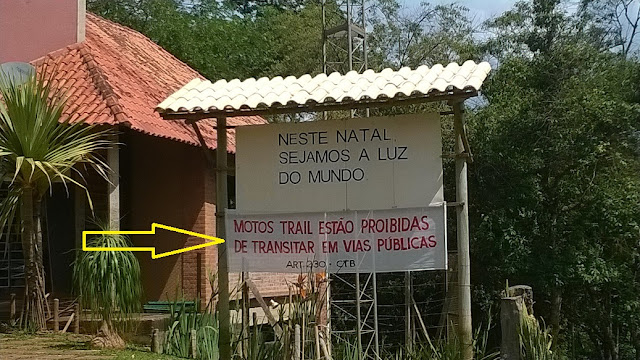 NESTE NATAL,
SEJAMOS A LUZ
DO MUNDO.
MOTOS TRAIL ESTÃO PROIBIDAS
DE TRANSITAR EM VIAS PÚBLICAS
ART. 230 - CTB